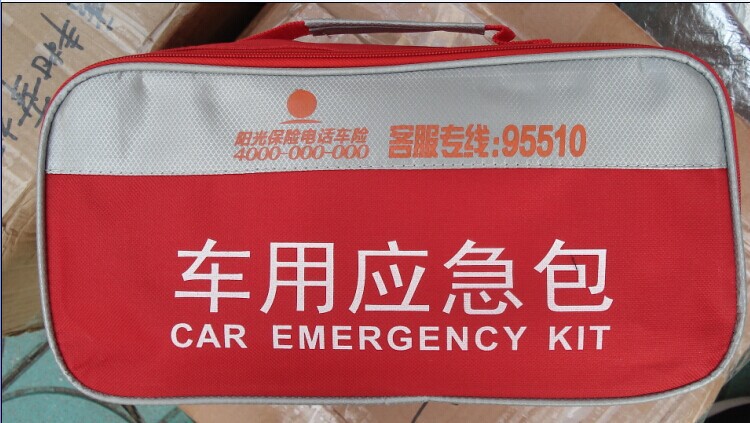 阳光保险电话车险
4000-000-000
客服专线:95510
车用应急包
CAR EMERGENCY KIT